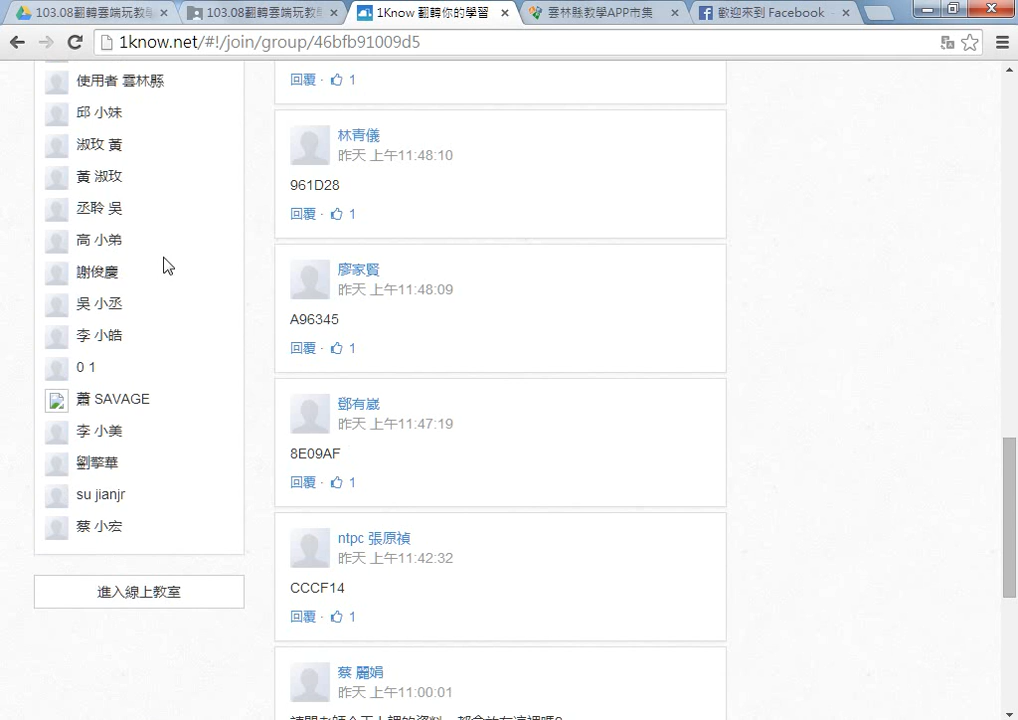 103.08翻轉雲端玩教
103.08翻轉雲端玩教
1Know 翻轉你的學習
雲林縣教學APP市集
歡迎來到 Facebook
1know.net/#!/join/group/46bfb91009d5
使用者 雲林縣
邱 小妹
淑玫 黃
黃 淑玫
丞聆 吳
高 小弟
謝俊慶
吳 小丞
李 小皓
0 1
蕭 SAVAGE
李 小美
劉擎華
su jianjr
蔡 小宏
進入線上教室
回覆 · 1
林青儀
昨天 上午11:48:10
961D28
回覆 · 1
廖家賢
昨天 上午11:48:09
A96345
回覆 · 1
鄧有崴
昨天 上午11:47:19
8E09AF
回覆 · 1
ntpc 張原禎
昨天 上午11:42:32
CCCF14
回覆 · 1
蔡 麗娟
昨天 上午11:00:01